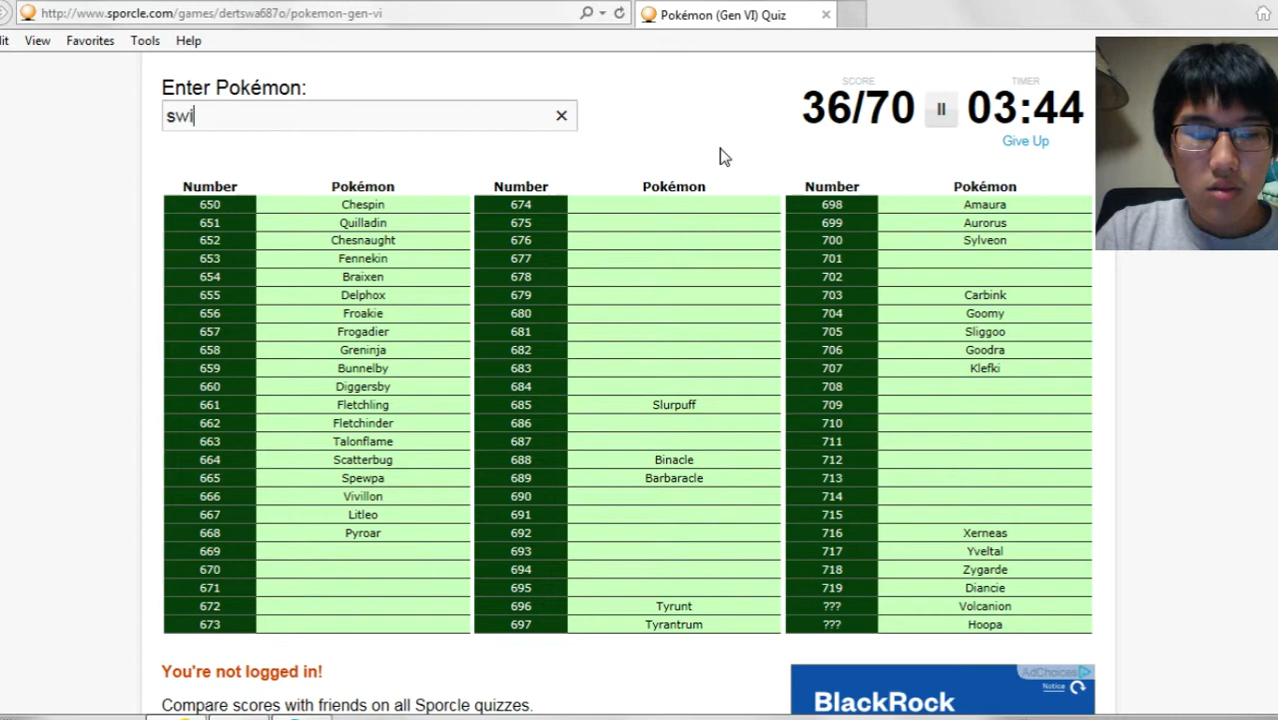 http://www.sporcle.com/games/dertswa687o/pokemon-gen-vi
Pokémon (Gen VI) Quiz
View Favorites Tools Help
Enter Pokémon:
swi
SCORE
36/70
TIMER
03:44
Give Up
Number Pokémon Number Pokémon Number Pokémon
650 Chespin 674 698 Amaura
651 Quilladin 675 699 Aurorus
652 Chesnaught 676 700 Sylveon
653 Fennekin 677 701
654 Braixen 678 702
655 Delphox 679 703 Carbink
656 Froakie 680 704 Goomy
657 Frogadier 681 705 Sliggoo
658 Greninja 682 706 Goodra
659 Bunnelby 683 707 Klefki
660 Diggersby 684 708
661 Fletchling 685 Slurpuff 709
662 Fletchinder 686 710
663 Talonflame 687 711
664 Scatterbug 688 Binacle 712
665 Spewpa 689 Barbaracle 713
666 Vivillon 690 714
667 Litleo 691 715
668 Pyroar 692 716 Xerneas
669 693 717 Yveltal
670 694 718 Zygarde
671 695 719 Diancie
672 696 Tyrunt ??? Volcanion
673 697 Tyrantrum ??? Hoopa
You're not logged in!
Compare scores with friends on all Sporcle quizzes.
AdChoices
Notice
BlackRock